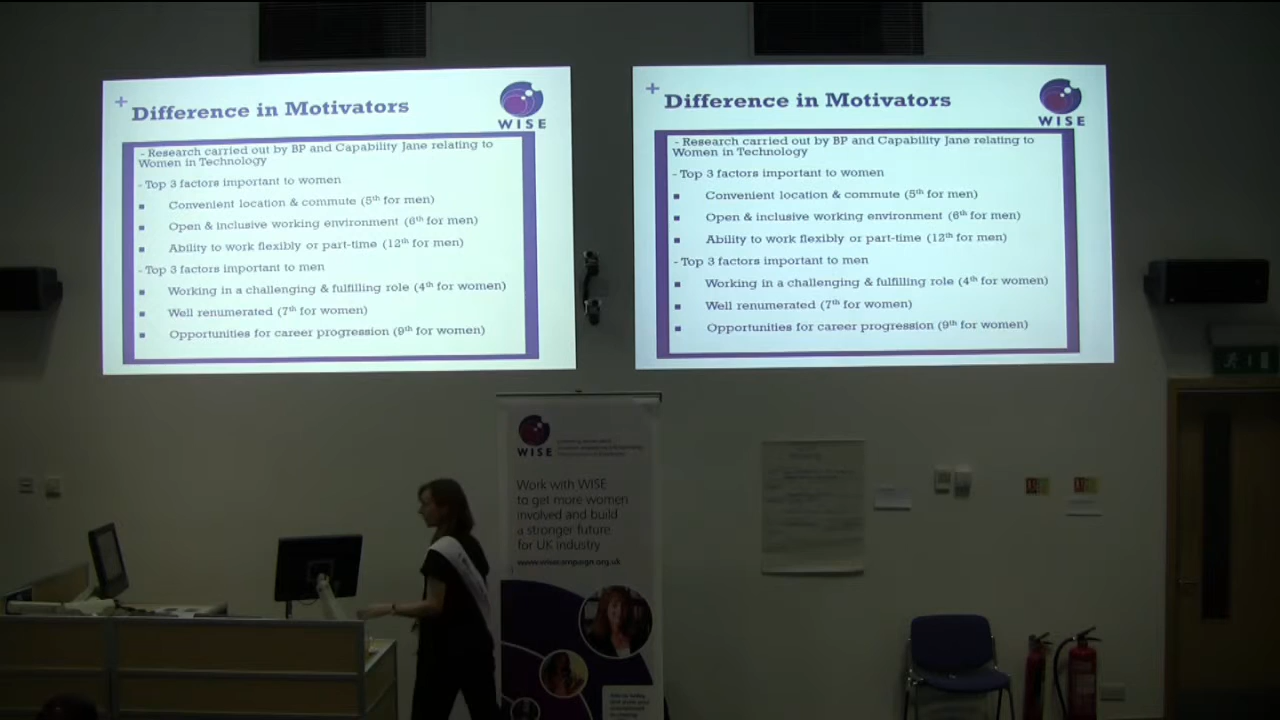 + Difference in Motivators
WISE
- Research carried out by BP and Capability Jane relating to
Women in Technology
- Top 3 factors important to women
▪ Convenient location & commute (5th for men)
▪ Open & inclusive working environment (6th for men)
▪ Ability to work flexibly or part-time (12th for men)
- Top 3 factors important to men
▪ Working in a challenging & fulfilling role (4th for women)
▪ Well renumerated (7th for women)
▪ Opportunities for career progression (9th for women)
+ Difference in Motivators
WISE
- Research carried out by BP and Capability Jane relating to
Women in Technology
- Top 3 factors important to women
▪ Convenient location & commute (5th for men)
▪ Open & inclusive working environment (6th for men)
▪ Ability to work flexibly or part-time (12th for men)
- Top 3 factors important to men
▪ Working in a challenging & fulfilling role (4th for women)
▪ Well renumerated (7th for women)
▪ Opportunities for career progression (9th for women)
WISE
Work with WISE
to get more women
involved and build
a stronger future
for UK industry
www.wisecampaign.org.uk